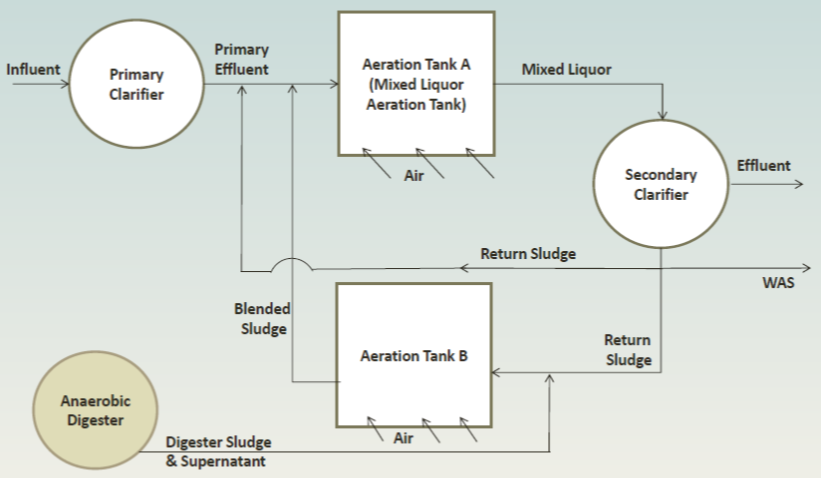 Influent
Primary
Clarifier
Primary
Effluent
Aeration Tank A
(Mixed Liquor
Aeration Tank)
Air
Mixed Liquor
Secondary
Clarifier
Effluent
Return Sludge
WAS
Blended
Sludge
Aeration Tank B
Return
Sludge
Air
Anaerobic
Digester
Digester Sludge
& Supernatant